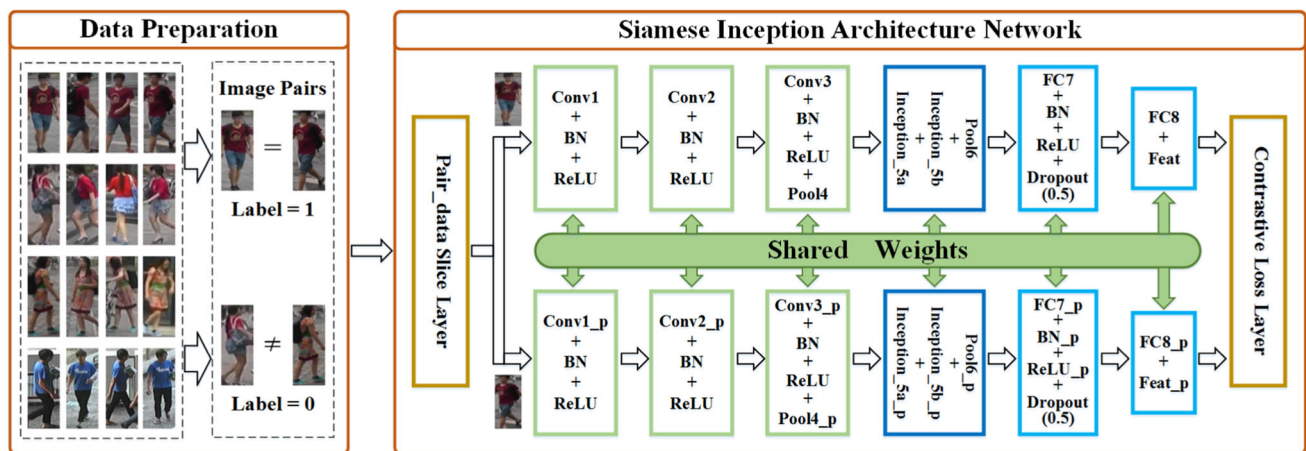 Data Preparation
Image Pairs
=
Label = 1
≠
Label = 0
Siamese Inception Architecture Network
Pair_data Slice Layer
Conv1
+
BN
+
ReLU
Conv2
+
BN
+
ReLU
Conv3
+
BN
+
ReLU
+
Pool4
Inception_5a
+
Inception_5b
+
Pool6
FC7
+
BN
+
ReLU
+
Dropout
(0.5)
FC8
+
Feat
Shared Weights
Conv1_p
+
BN
+
ReLU
Conv2_p
+
BN
+
ReLU
Conv3_p
+
BN
+
ReLU
+
Pool4_p
Inception_5a_p
+
Inception_5b_p
+
Pool6_p
FC7_p
+
BN_p
+
ReLU_p
+
Dropout
(0.5)
FC8_p
+
Feat_p
Contrastive Loss Layer